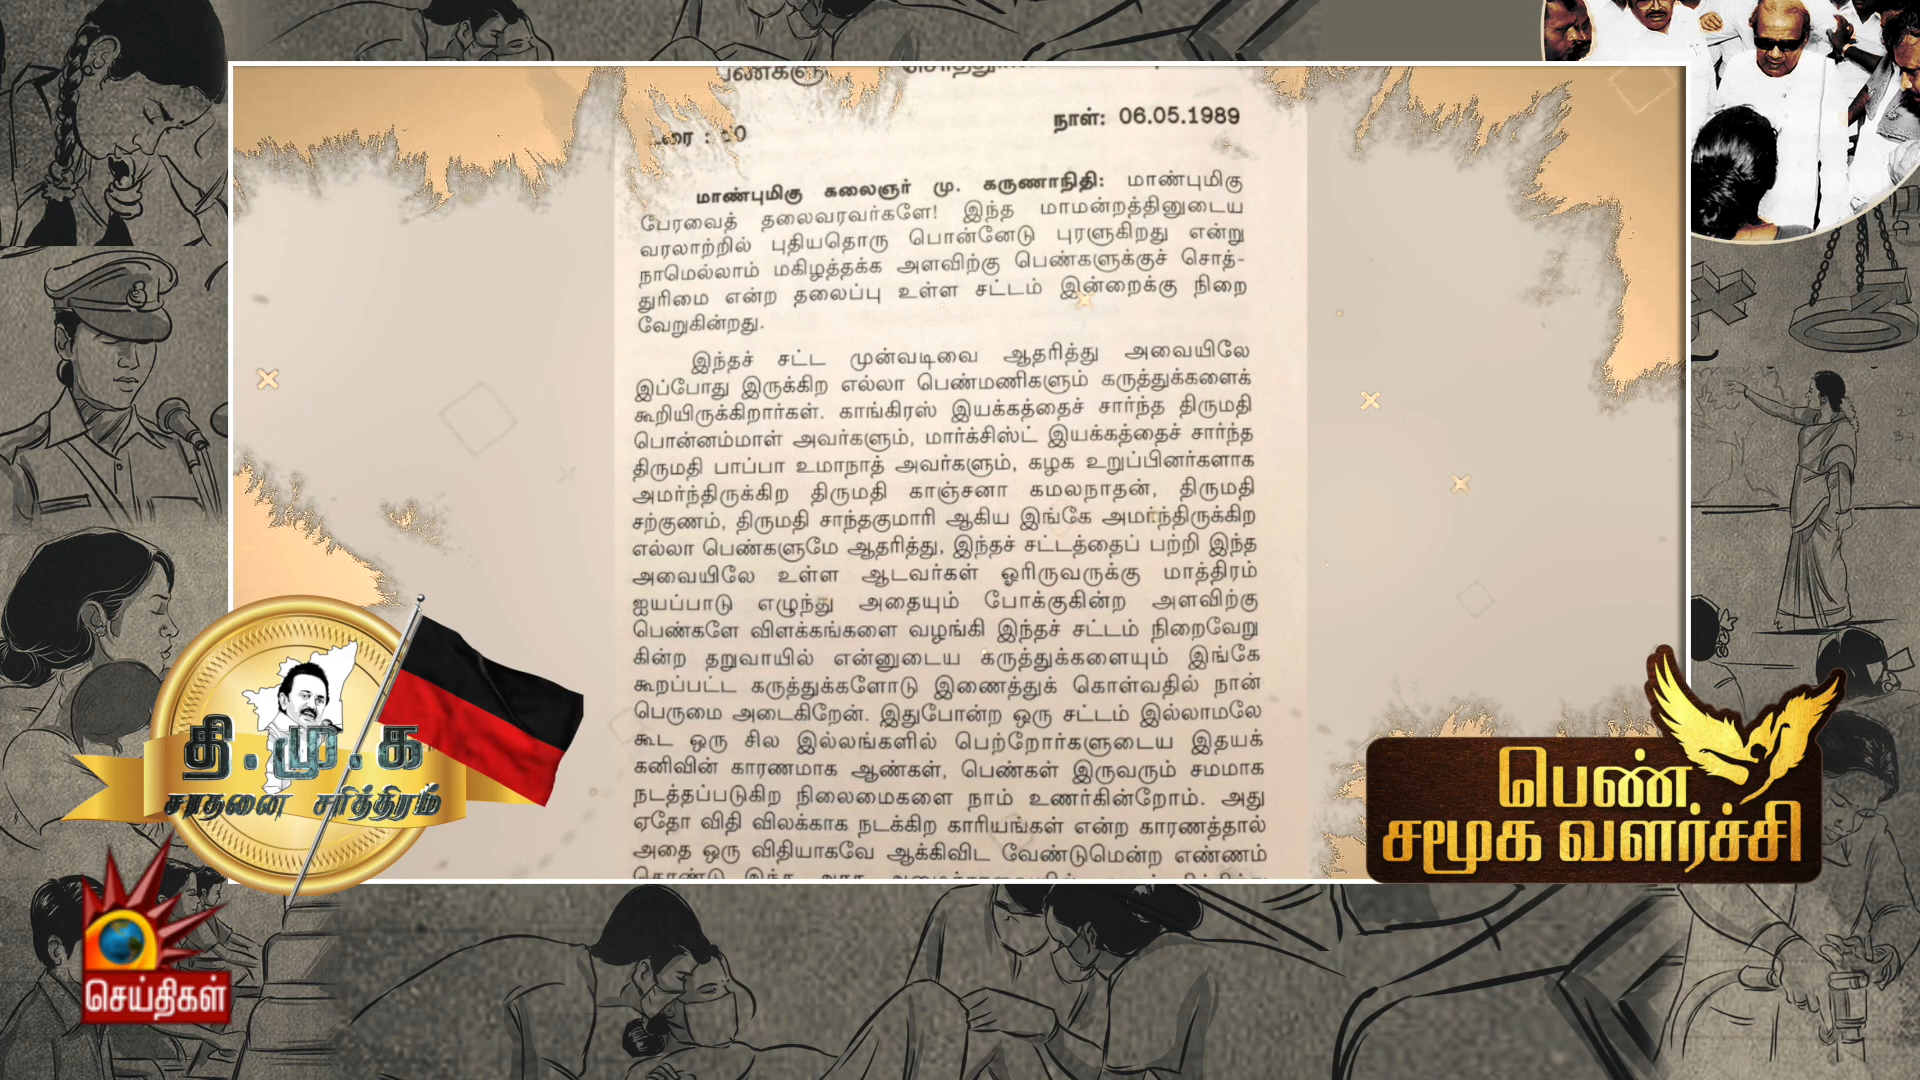 நாள்: 06.05.1989
மாண்புமிகு கலைஞர் மு. கருணாநிதி: மாண்புமிகு
பேரவைத் தலைவரவர்களே! இந்த மாமன்றத்தினுடைய
வரலாற்றில் புதியதொரு பொன்னேடு புரளுகிறது என்று
நாமெல்லாம் மகிழத்தக்க அளவிற்கு பெண்களுக்குச் சொத்-
துரிமை என்ற தலைப்பு உள்ள சட்டம் இன்றைக்கு நிறை
வேறுகின்றது.
இந்தச் சட்ட முன்வடிவை ஆதரித்து அவையிலே
இப்போது இருக்கிற எல்லா பெண்மணிகளும் கருத்துக்களைக்
கூறியிருக்கிறார்கள். காங்கிரஸ் இயக்கத்தைச் சார்ந்த திருமதி
பொன்னம்மாள் அவர்களும், மார்க்சிஸ்ட் இயக்கத்தைச் சார்ந்த
திருமதி பாப்பா உமாநாத் அவர்களும், கழக உறுப்பினர்களாக
அமர்ந்திருக்கிற திருமதி காஞ்சனா கமலநாதன், திருமதி
சற்குணம், திருமதி சாந்தகுமாரி ஆகிய இங்கே அமர்ந்திருக்கிற
எல்லா பெண்களுமே ஆதரித்து, இந்தச் சட்டத்தைப் பற்றி இந்த
அவையிலே உள்ள ஆடவர்கள் ஓரிருவருக்கு மாத்திரம்
ஐயப்பாடு எழுந்து அதையும் போக்குகின்ற அளவிற்கு
பெண்களே விளக்கங்களை வழங்கி இந்தச் சட்டம் நிறைவேறு
கின்ற தறுவாயில் என்னுடைய கருத்துக்களையும் இங்கே
கூறப்பட்ட கருத்துக்களோடு இணைத்துக் கொள்வதில் நான்
பெருமை அடைகிறேன். இதுபோன்ற ஒரு சட்டம் இல்லாமலே
கூட ஒரு சில இல்லங்களில் பெற்றோர்களுடைய இதயக்
கனிவின் காரணமாக ஆண்கள், பெண்கள் இருவரும் சமமாக
நடத்தப்படுகிற நிலைமைகளை நாம் உணர்கின்றோம். அது
ஏதோ விதி விலக்காக நடக்கிற காரியங்கள் என்ற காரணத்தால்
அதை ஒரு விதியாகவே ஆக்கிவிட வேண்டுமென்ற எண்ணம்
தி.மு.க
சாதனை சரித்திரம்
பெண்
சமூக வளர்ச்சி
செய்திகள்